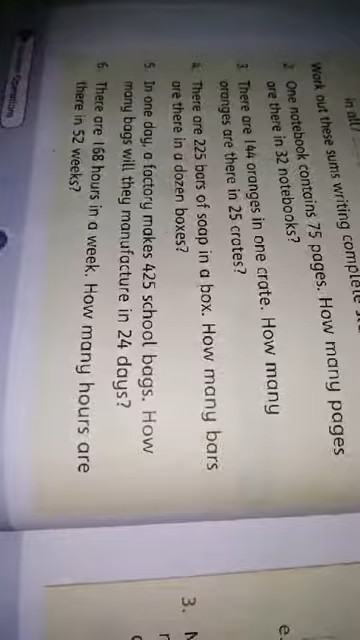 in all
Work out these sums writing complete
2. One notebook contains 75 pages. How many pages
are there in 32 notebooks?
3. There are 144 oranges in one crate. How many
oranges are there in 25 crates?
4. There are 225 bars of soap in a box. How many bars
are there in a dozen boxes?
5. In one day, a factory makes 425 school bags. How
many bags will they manufacture in 24 days?
6. There are 168 hours in a week. How many hours are
there in 52 weeks?
3.